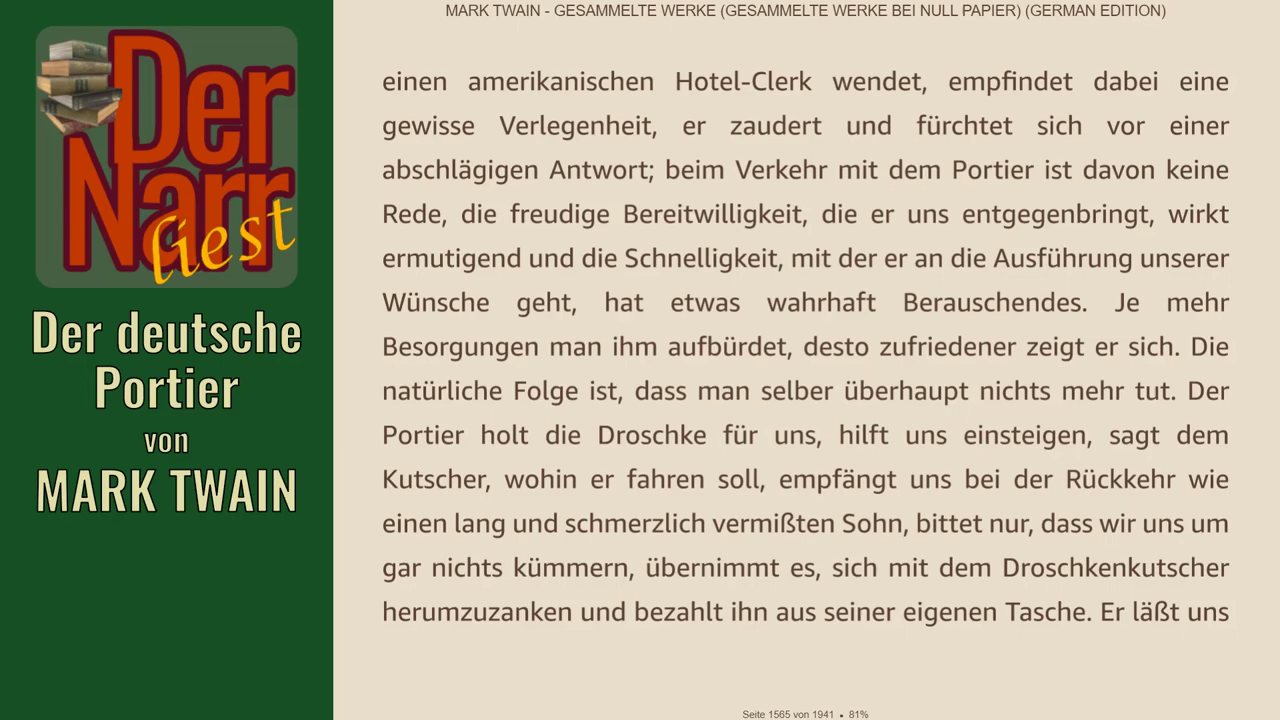 MARK TWAIN - GESAMMELTE WERKE (GESAMMELTE WERKE BEI NULL PAPIER) (GERMAN EDITION)
Der
Narr
liest
Der deutsche
Portier
von
MARK TWAIN
einen amerikanischen Hotel-Clerk wendet, empfindet dabei eine
gewisse Verlegenheit, er zaudert und fürchtet sich vor einer
abschlägigen Antwort; beim Verkehr mit dem Portier ist davon keine
Rede, die freudige Bereitwilligkeit, die er uns entgegenbringt, wirkt
ermutigend und die Schnelligkeit, mit der er an die Ausführung unserer
Wünsche geht, hat etwas wahrhaft Berauschendes. Je mehr
Besorgungen man ihm aufbürdet, desto zufriedener zeigt er sich. Die
natürliche Folge ist, dass man selber überhaupt nichts mehr tut. Der
Portier holt die Droschke für uns, hilft uns einsteigen, sagt dem
Kutscher, wohin er fahren soll, empfängt uns bei der Rückkehr wie
einen lang und schmerzlich vermißten Sohn, bittet nur, dass wir uns um
gar nichts kümmern, übernimmt es, sich mit dem Droschkenkutscher
herumzuzanken und bezahlt ihn aus seiner eigenen Tasche. Er läßt uns
Seite 1565 von 1941 • 81%